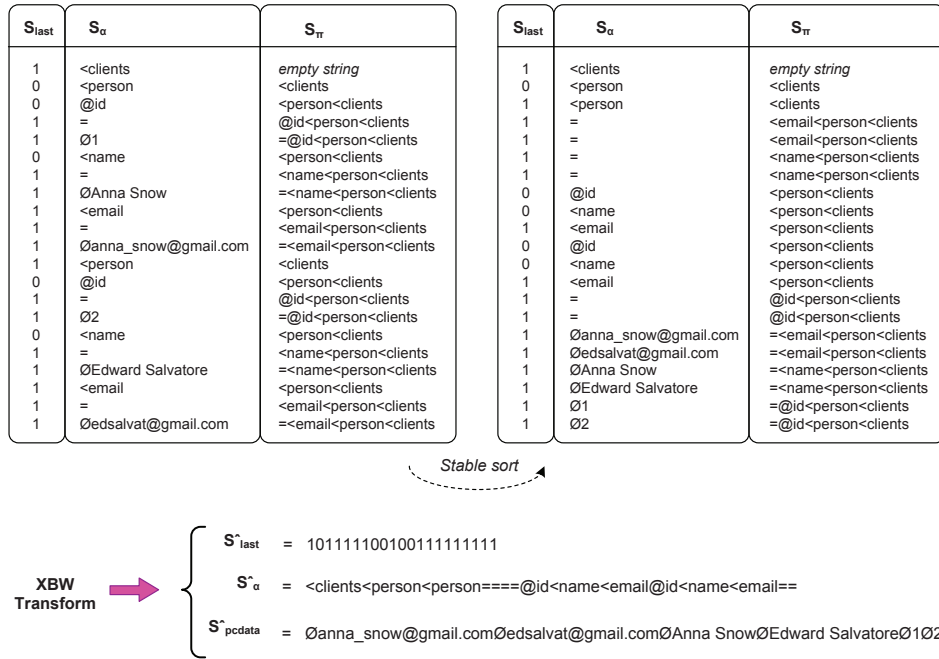 Slast Sα Sπ
1 <clients empty string
0 <person <clients
0 @id <person<clients
1 = @id<person<clients
1 Ø1 =@id<person<clients
0 <name <person<clients
1 = <name<person<clients
1 ØAnna Snow =<name<person<clients
1 <email <person<clients
1 = <email<person<clients
1 Øanna_snow@gmail.com =<email<person<clients
1 <person <clients
0 @id <person<clients
1 = @id<person<clients
1 Ø2 =@id<person<clients
0 <name <person<clients
1 = <name<person<clients
1 ØEdward Salvatore =<name<person<clients
1 <email <person<clients
1 = <email<person<clients
1 Øedsalvat@gmail.com =<email<person<clients
Slast Sα Sπ
1 <clients empty string
0 <person <clients
1 <person <clients
1 = <email<person<clients
1 = <email<person<clients
1 = <name<person<clients
1 = <name<person<clients
0 @id <person<clients
0 <name <person<clients
1 <email <person<clients
0 @id <person<clients
0 <name <person<clients
1 <email <person<clients
1 = @id<person<clients
1 = @id<person<clients
1 Øanna_snow@gmail.com =<email<person<clients
1 Øedsalvat@gmail.com =<email<person<clients
1 ØAnna Snow =<name<person<clients
1 ØEdward Salvatore =<name<person<clients
1 Ø1 =@id<person<clients
1 Ø2 =@id<person<clients
Stable sort
XBW
Transform
Sˆlast = 101111100100111111111
Sˆα = <clients<person<person====@id<name<email@id<name<email==
Sˆpcdata = Øanna_snow@gmail.comØedsalvat@gmail.comØAnna SnowØEdward SalvatoreØ1Ø2